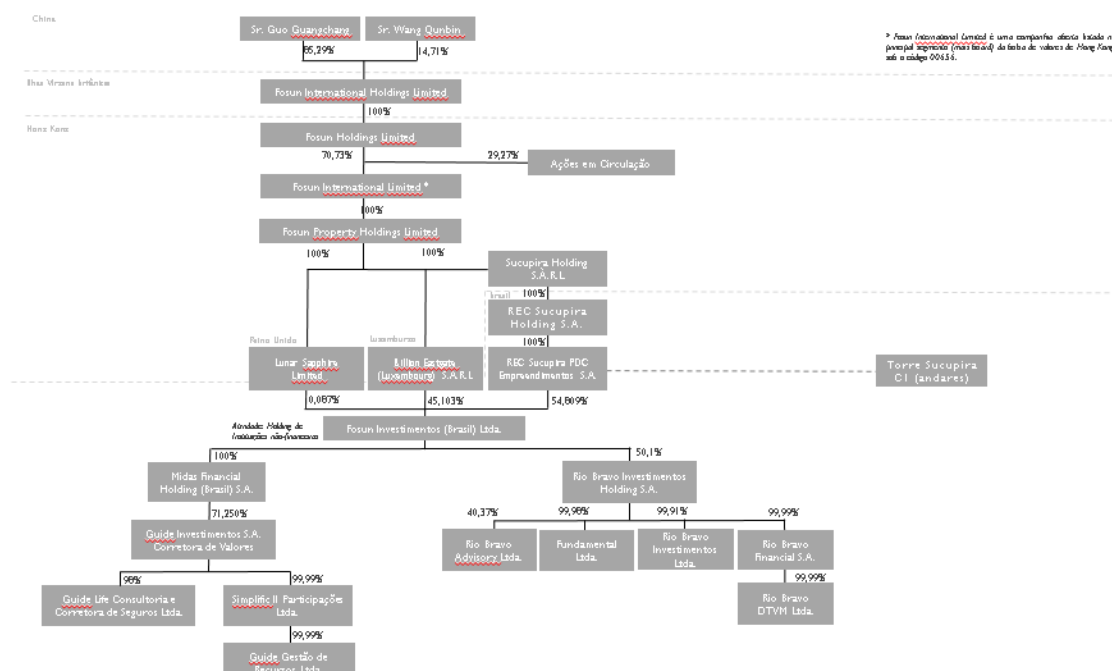 China
Sr. Guo Guangchang
Sr. Wang Qunbin
85,29%
14,71%
* Fosun International Limited é uma companhia aberta listada n
principal segmento (main board) da bolsa de valores de Hong Kong
sob o código 00656.
Ilhas Virgens britânicas
Fosun International Holdings Limited
100%
Hong Kong
Fosun Holdings Limited
70,73%
29,27%
Ações em Circulação
Fosun International Limited *
100%
Fosun Property Holdings Limited
100%
100%
Sucupira Holding
S.À.R.L
Brasil
100%
REC Sucupira
Holding S.A.
100%
Reino Unido
Luxemburgo
Lunar Sapphire
Limited
Billion Eastgate
(Luxembourg) S.A.R.L
REC Sucupira PDC
Empreendimentos S.A.
Torre Sucupira
C1 (andares)
0,087%
45,103%
54,809%
Atividades Holding de
Instituições não-financeiras
Fosun Investimentos (Brasil) Ltda.
100%
50,1%
Midas Financial
Holding (Brasil) S.A.
Rio Bravo Investimentos
Holding S.A.
71,250%
40,37%
99,98%
99,91%
99,99%
Guide Investimentos S.A.
Corretora de Valores
Rio Bravo
Advisory Ltda.
Fundamental
Ltda.
Rio Bravo
Investimentos
Ltda.
Rio Bravo
Financial S.A.
98%
99,99%
99,99%
Guide Life Consultoria e
Corretora de Seguros Ltda.
Simplific II Participações
Ltda.
Rio Bravo
DTVM Ltda.
99,99%
Guide Gestão de
Recursos Ltda.